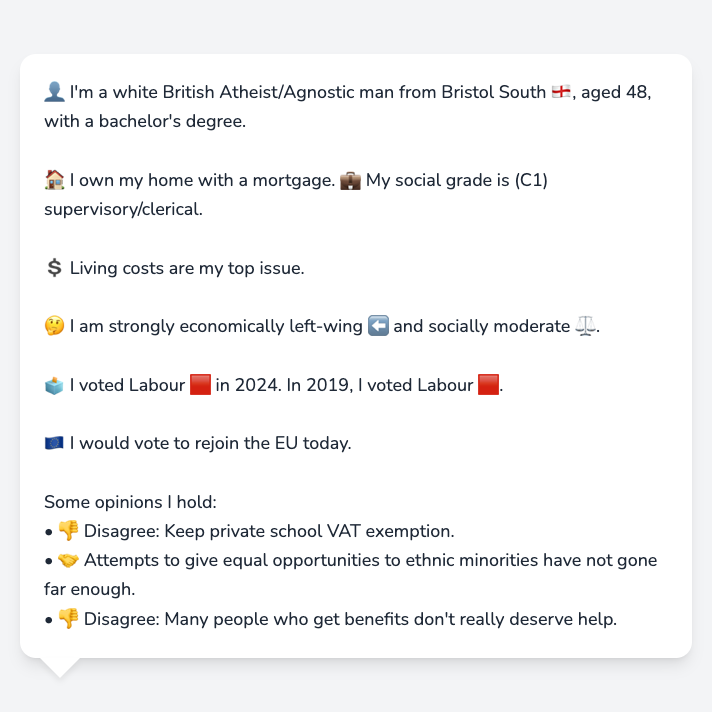 👤 I'm a white British Atheist/Agnostic man from Bristol South 🏴󠁧󠁢󠁥󠁮󠁧󠁿, aged 48,
with a bachelor's degree.
🏠 I own my home with a mortgage. 💼 My social grade is (C1)
supervisory/clerical.
💲 Living costs are my top issue.
🤔 I am strongly economically left-wing ⬅️ and socially moderate ⚖️.
🗳️ I voted Labour 🟥 in 2024. In 2019, I voted Labour 🟥.
🇪🇺 I would vote to rejoin the EU today.
Some opinions I hold:
• 👎 Disagree: Keep private school VAT exemption.
• 🤝 Attempts to give equal opportunities to ethnic minorities have not gone
far enough.
• 👎 Disagree: Many people who get benefits don't really deserve help.